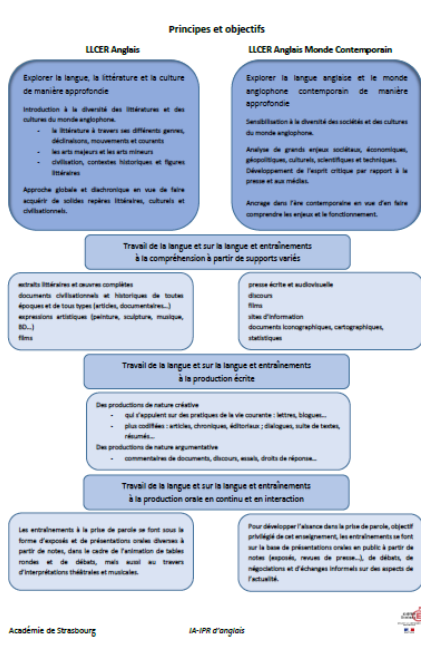 Principes et objectifs
LLCER Anglais
Explorer la langue, la littérature et la culture
de manière approfondie
Introduction à la diversité des littératures et des
cultures du monde anglophone.
- la littérature à travers ses différents genres,
déclinaisons, mouvements et courants
- les arts majeurs et les arts mineurs
- civilisation, contextes historiques et figures
littéraires
Approche globale et diachronique en vue de faire
acquérir de solides repères littéraires, culturels et
civilisationnels.
LLCER Anglais Monde Contemporain
Explorer la langue anglaise et le monde
anglophone contemporain de manière
approfondie
Sensibilisation à la diversité des sociétés et des cultures
du monde anglophone.
Analyse de grands enjeux sociétaux, économiques,
géopolitiques, culturels, scientifiques et techniques.
Développement de l'esprit critique par rapport à la
presse et aux médias.
Ancrage dans l'ère contemporaine en vue d'en faire
comprendre les enjeux et le fonctionnement.
Travail de la langue et sur la langue et entraînements
à la compréhension à partir de supports variés
extraits littéraires et œuvres complètes
documents civilisationnels et historiques de toutes
époques et de tous types (articles, documentaires...)
expressions artistiques (peinture, sculpture, musique,
BD...)
films
presse écrite et audiovisuelle
discours
films
sites d'information
documents iconographiques, cartographiques,
statistiques
Travail de la langue et sur la langue et entraînements
à la production écrite
Des productions de nature créative
- qui s'appuient sur des pratiques de la vie courante : lettres, blogues...
- plus codifiées : articles, chroniques, éditoriaux ; dialogues, suite de textes,
résumés...
Des productions de nature argumentative
- commentaires de documents, discours, essais, droits de réponse...
Travail de la langue et sur la langue et entraînements
à la production orale en continu et en interaction
Les entraînements à la prise de parole se font sous la
forme d'exposés et de présentations orales diverses à
partir de notes, dans le cadre de l'animation de tables
rondes et de débats, mais aussi au travers
d'interprétations théâtrales et musicales.
Pour développer l'aisance dans la prise de parole, objectif
privilégié de cet enseignement, les entraînements se font
sur la base de présentations orales en public à partir de
notes (exposés, revues de presse...), de débats, de
négociations et d'échanges informels sur des aspects de
l'actualité.
Académie de Strasbourg
IA-IPR d'anglais